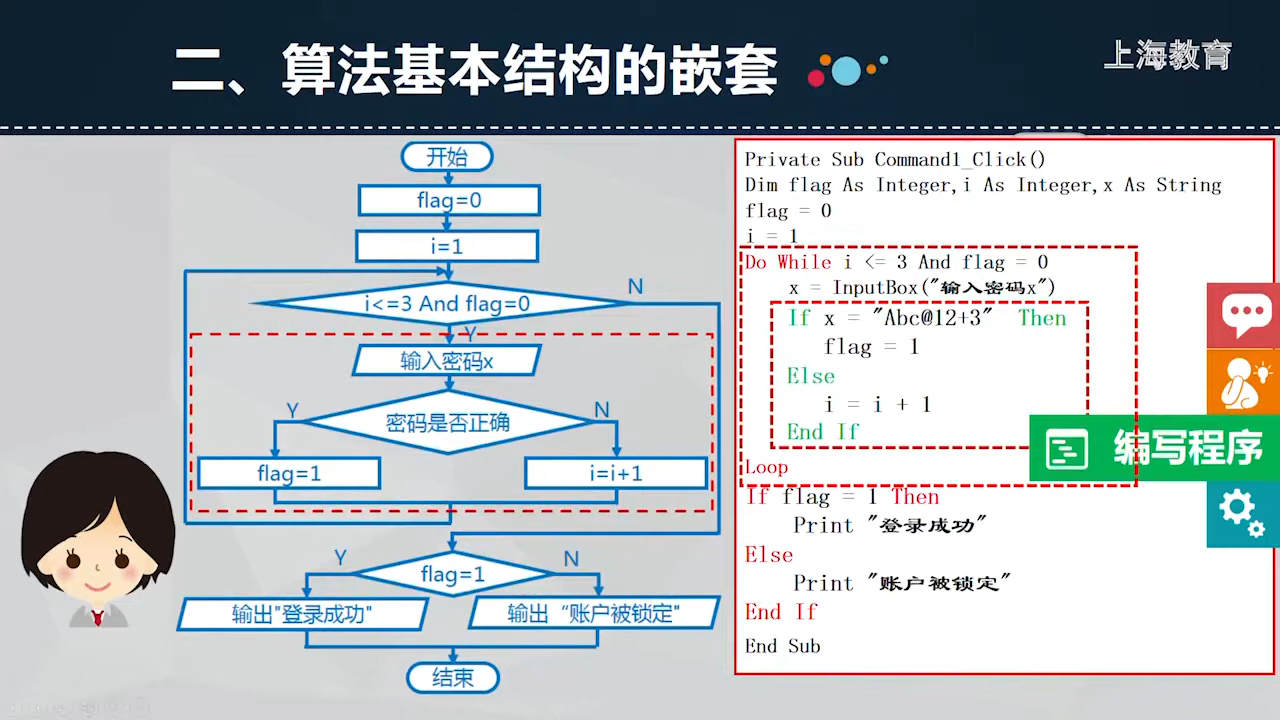 二、算法基本结构的嵌套
上海教育
开始
flag=0
i=1
i<=3 And flag=0
N
Y
输入密码x
密码是否正确
Y
N
flag=1
i=i+1
flag=1
Y
N
输出"登录成功"
输出“账户被锁定"
结束
Private Sub Command1_Click()
Dim flag As Integer,i As Integer,x As String
flag = 0
i = 1
Do While i <= 3 And flag = 0
x = InputBox("输入密码x")
If x = "Abc@12+3" Then
flag = 1
Else
i = i + 1
End If
Loop
If flag = 1 Then
Print "登录成功"
Else
Print "账户被锁定"
End If
End Sub
编写程序